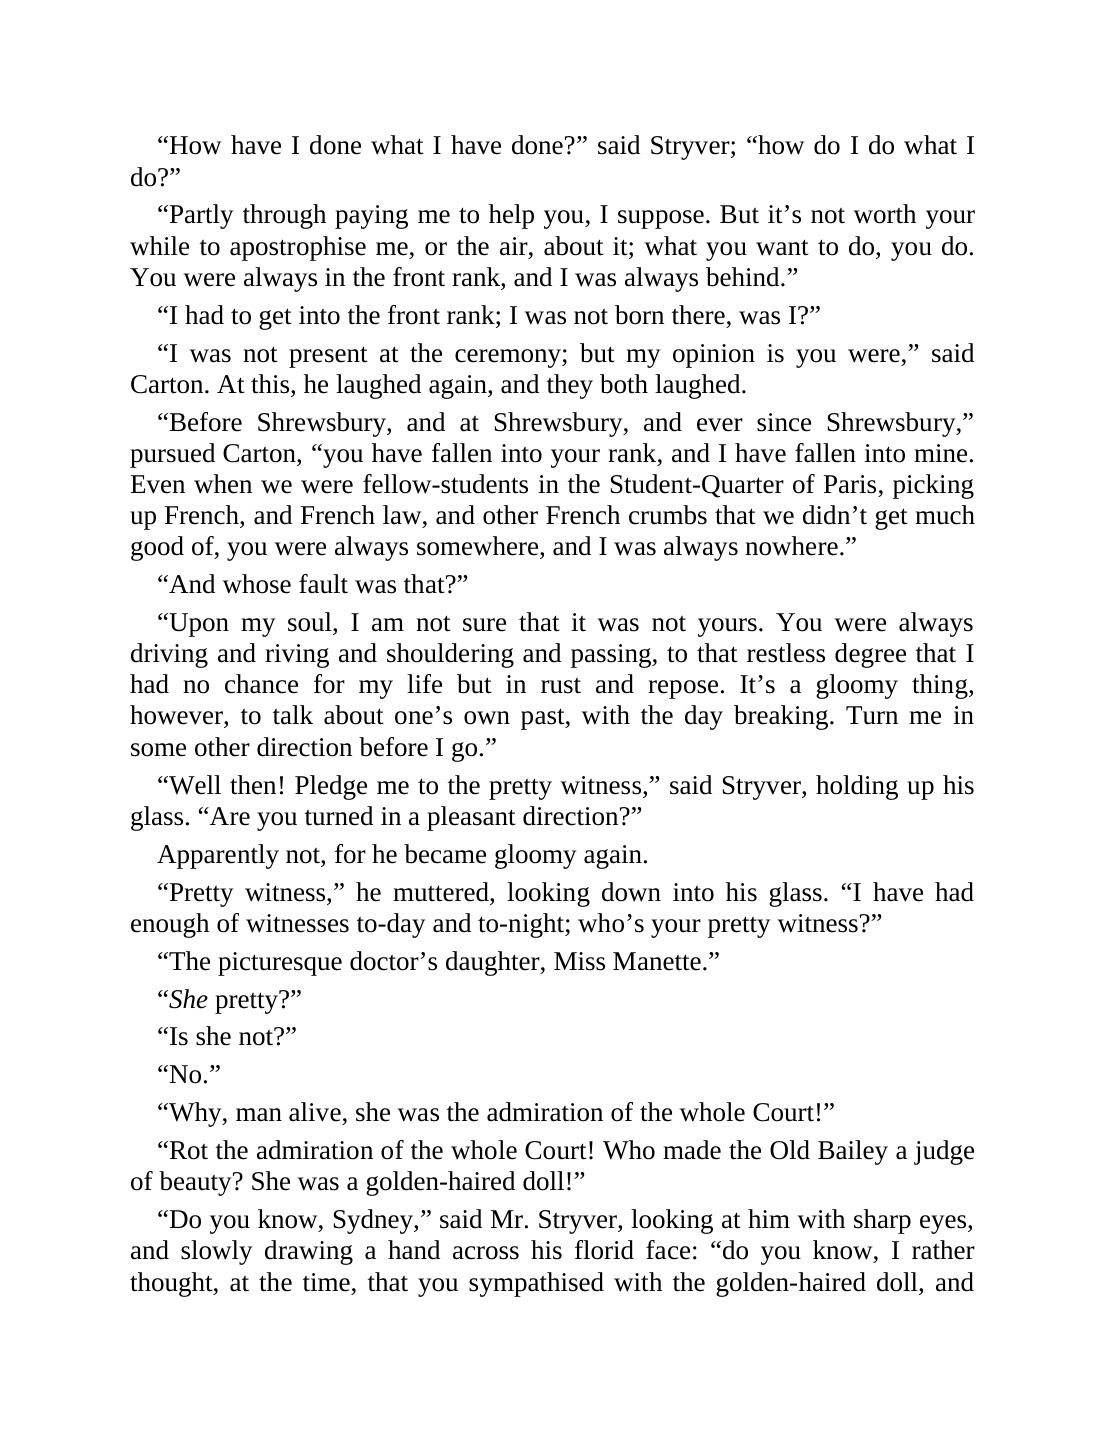 “How have I done what I have done?” said Stryver; “how do I do what I
do?”
“Partly through paying me to help you, I suppose. But it’s not worth your
while to apostrophise me, or the air, about it; what you want to do, you do.
You were always in the front rank, and I was always behind.”
“I had to get into the front rank; I was not born there, was I?”
“I was not present at the ceremony; but my opinion is you were,” said
Carton. At this, he laughed again, and they both laughed.
“Before Shrewsbury, and at Shrewsbury, and ever since Shrewsbury,”
pursued Carton, “you have fallen into your rank, and I have fallen into mine.
Even when we were fellow-students in the Student-Quarter of Paris, picking
up French, and French law, and other French crumbs that we didn’t get much
good of, you were always somewhere, and I was always nowhere.”
“And whose fault was that?”
“Upon my soul, I am not sure that it was not yours. You were always
driving and riving and shouldering and passing, to that restless degree that I
had no chance for my life but in rust and repose. It’s a gloomy thing,
however, to talk about one’s own past, with the day breaking. Turn me in
some other direction before I go.”
“Well then! Pledge me to the pretty witness,” said Stryver, holding up his
glass. “Are you turned in a pleasant direction?”
Apparently not, for he became gloomy again.
“Pretty witness,” he muttered, looking down into his glass. “I have had
enough of witnesses to-day and to-night; who’s your pretty witness?”
“The picturesque doctor’s daughter, Miss Manette.”
“She pretty?”
“Is she not?”
“No.”
“Why, man alive, she was the admiration of the whole Court!”
“Rot the admiration of the whole Court! Who made the Old Bailey a judge
of beauty? She was a golden-haired doll!”
“Do you know, Sydney,” said Mr. Stryver, looking at him with sharp eyes,
and slowly drawing a hand across his florid face: “do you know, I rather
thought, at the time, that you sympathised with the golden-haired doll, and